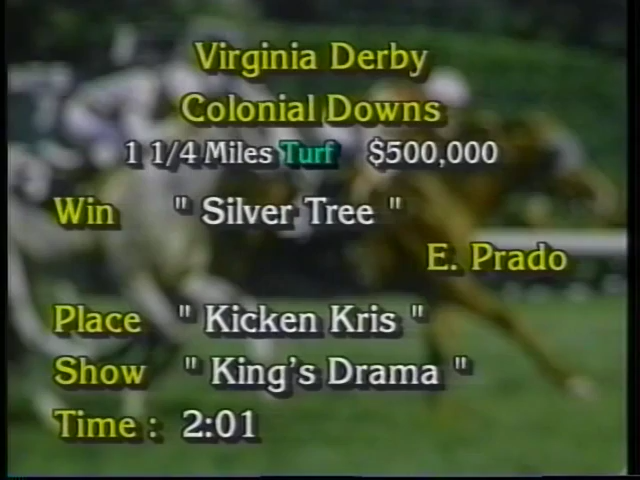 Virginia Derby
Colonial Downs
1 1/4 Miles Turf $500,000
Win " Silver Tree "
E. Prado
Place " Kicken Kris "
Show " King's Drama "
Time : 2:01